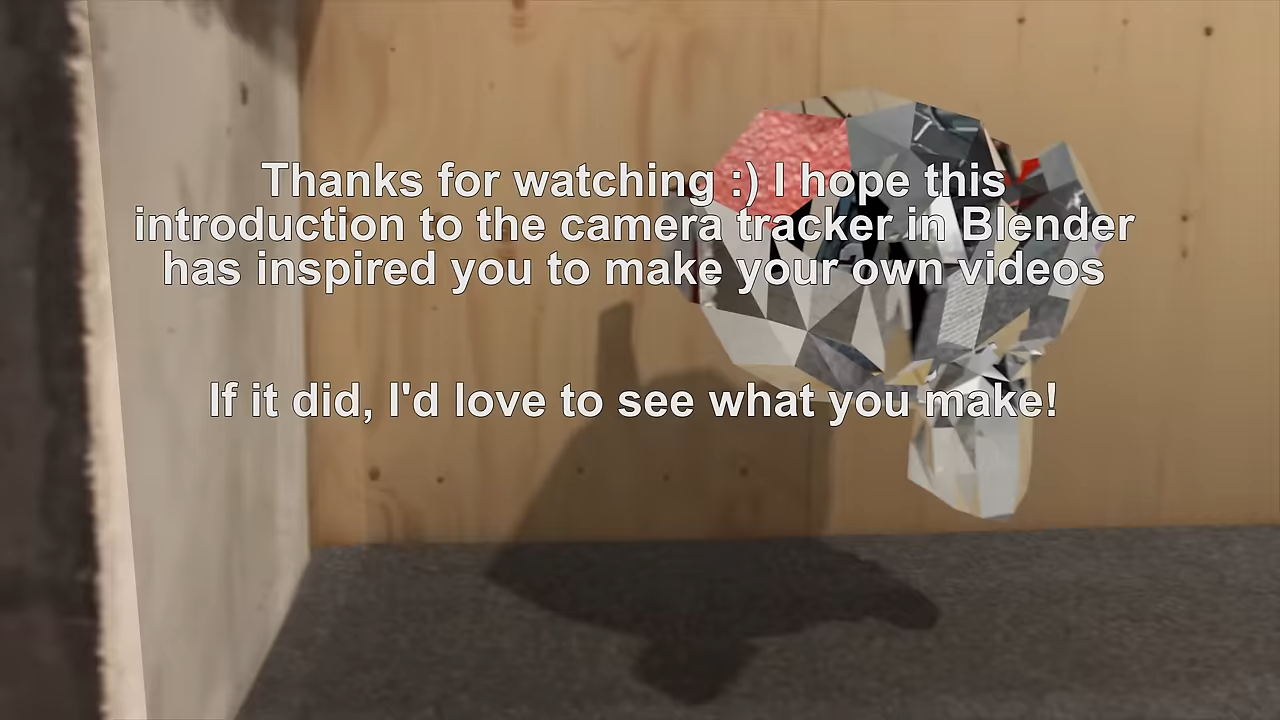 Thanks for watching :) I hope this
introduction to the camera tracker in Blender
has inspired you to make your own videos
If it did, I'd love to see what you make!